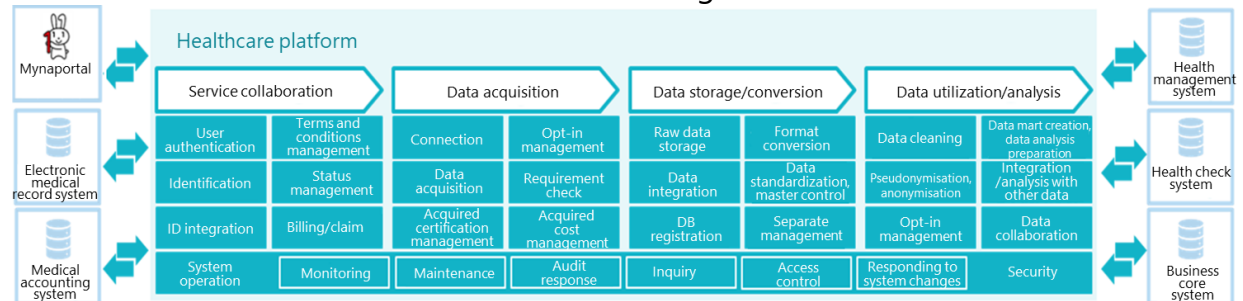 Healthcare platform
Mynaportal
Electronic
medical
record system
Medical
accounting
system
Service collaboration
Data acquisition
Data storage/conversion
Data utilization/analysis
User
authentication
Terms and
conditions
management
Connection
Opt-in
management
Raw data
storage
Format
conversion
Data cleaning
Data mart creation,
data analysis
preparation
Identification
Status
management
Data
acquisition
Requirement
check
Data
integration
Data
standardization,
master control
Pseudonymisation,
anonymisation
Integration
/analysis with
other data
ID integration
Billing/claim
Acquired
certification
management
Acquired
cost
management
DB
registration
Separate
management
Opt-in
management
Data
collaboration
System
operation
Monitoring
Maintenance
Audit
response
Inquiry
Access
control
Responding to
system changes
Security
Health
management
system
Health check
system
Business
core
system